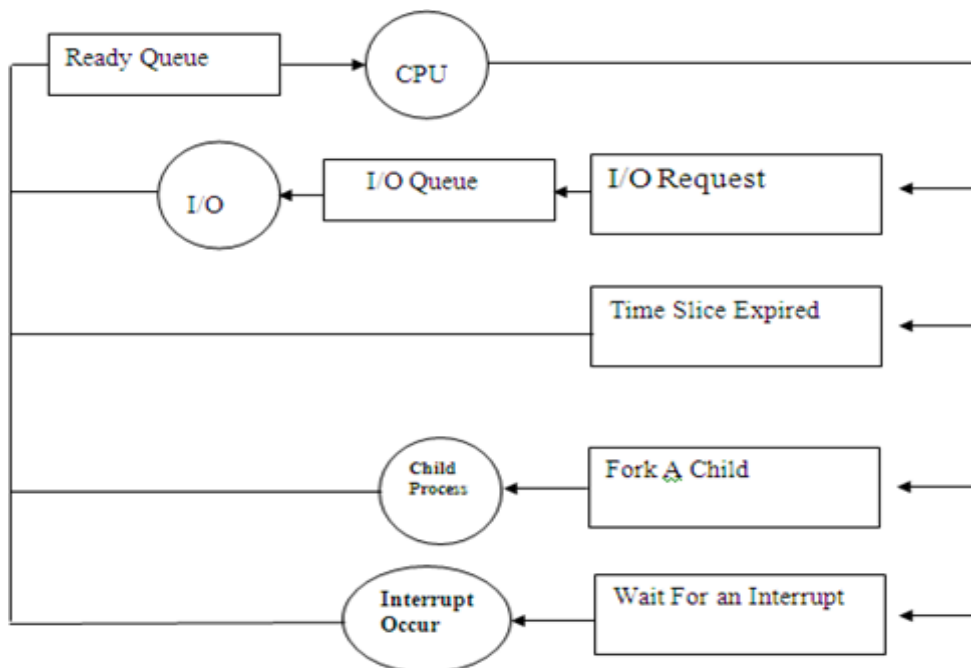 Ready Queue
CPU
I/O
I/O Queue
I/O Request
Time Slice Expired
Child
Process
Fork A Child
Interrupt
Occur
Wait For an Interrupt